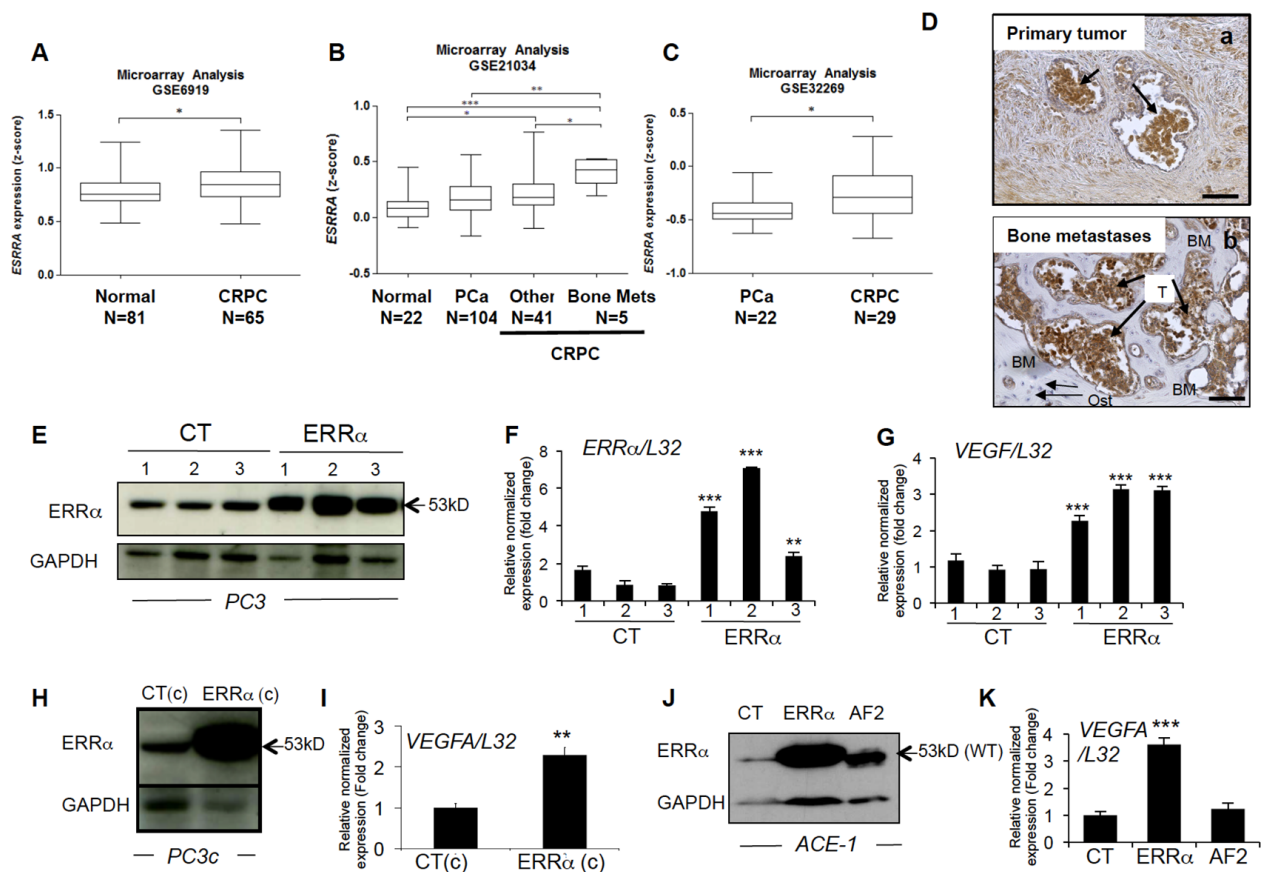 A
Microarray Analysis
GSE6919
*
ESRRA expression (z-score)
1.5
1.0
0.5
0.0
Normal
N=81
CRPC
N=65
B
Microarray Analysis
GSE21034
**
***
*
*
ESRRA (z-score)
1.0
0.5
0.0
-0.5
Normal
N=22
PCa
N=104
Other
N=41
Bone Mets
N=5
CRPC
C
Microarray Analysis
GSE32269
*
ESRRA expression (z-score)
0.5
0.0
-0.5
-1.0
PCa
N=22
CRPC
N=29
D
Primary tumor
a
Bone metastases
b
BM
T
BM
BM
Ost
E
CT
ERRα
1 2 3 1 2 3
ERRα
53kD
GAPDH
PC3
F
ERRα/L32
Relative normalized
expression (fold change)
8
7
6
4
2
0
***
***
**
1 2 3 1 2 3
CT
ERRα
G
VEGF/L32
Relative normalized
expression (fold change)
4
3
2
1
0
***
***
***
1 2 3 1 2 3
CT
ERRα
H
CT(c) ERRα (c)
ERRα
53kD
GAPDH
PC3c
I
VEGFA/L32
Relative normalized
expression (Fold change)
3
2
1
0
**
CT(c)
ERRα (c)
J
CT ERRα AF2
ERRα
53kD (WT)
GAPDH
ACE-1
K
VEGFA
/L32
Relative normalized
expression (Fold change)
5
4
3
2
1
0
***
CT ERRα AF2